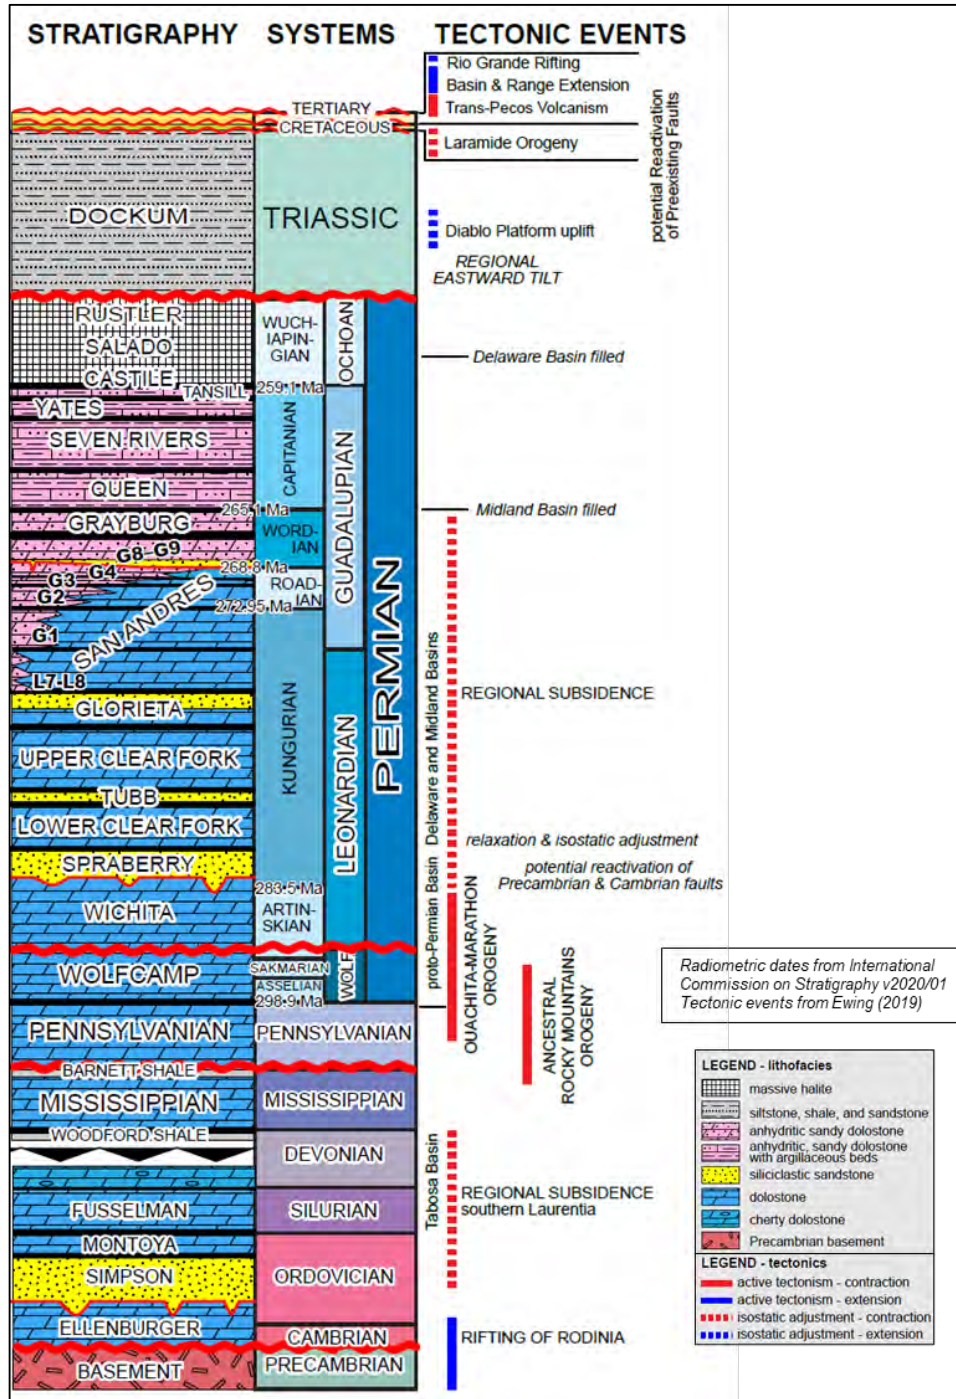 STRATIGRAPHY SYSTEMS TECTONIC EVENTS
Rio Grande Rifting
Basin & Range Extension
Trans-Pecos Volcanism
TERTIARY
CRETACEOUS
Laramide Orogeny
potential Reactivation
of Preexisting Faults
DOCKUM
TRIASSIC
Diablo Platform uplift
REGIONAL
EASTWARD TILT
RUSTLER
SALADO
CASTILE
WUCH-
IAPIN-
GIAN
OCHOAN
Delaware Basin filled
259.1 Ma
TANSILL
YATES
SEVEN RIVERS
QUEEN
CAPITANIAN
GUADALUPIAN
PERMIAN
265.1 Ma
Midland Basin filled
GRAYBURG
WORD-
IAN
G8-G9
268.8 Ma
G4
G3
G2
ROAD-
IAN
272.95 Ma
SAN ANDRES
G1
L7-L8
GLORIETA
UPPER CLEAR FORK
TUBB
LOWER CLEAR FORK
SPRABERRY
KUNGURIAN
LEONARDIAN
283.5 Ma
WICHITA
ARTIN-
SKIAN
proto-Permian Basin Delaware and Midland Basins
REGIONAL SUBSIDENCE
relaxation & isostatic adjustment
potential reactivation of
Precambrian & Cambrian faults
WOLFCAMP
SAKMARIAN
ASSELIAN
WOLF
298.9 Ma
OUACHITA-MARATHON
OROGENY
ANCESTRAL
ROCKY MOUNTAINS
OROGENY
PENNSYLVANIAN
PENNSYLVANIAN
BARNETT SHALE
MISSISSIPPIAN
MISSISSIPPIAN
WOODFORD SHALE
DEVONIAN
FUSSELMAN
SILURIAN
Tabosa Basin
REGIONAL SUBSIDENCE
southern Laurentia
MONTOYA
SIMPSON
ORDOVICIAN
ELLENBURGER
CAMBRIAN
RIFTING OF RODINIA
BASEMENT
PRECAMBRIAN
Radiometric dates from International
Commission on Stratigraphy v2020/01
Tectonic events from Ewing (2019)
LEGEND - lithofacies
massive halite
siltstone, shale, and sandstone
anhydritic sandy dolostone
anhydritic, sandy dolostone
with argillaceous beds
siliciclastic sandstone
dolostone
cherty dolostone
Precambrian basement
LEGEND - tectonics
active tectonism - contraction
active tectonism - extension
isostatic adjustment - contraction
isostatic adjustment - extension